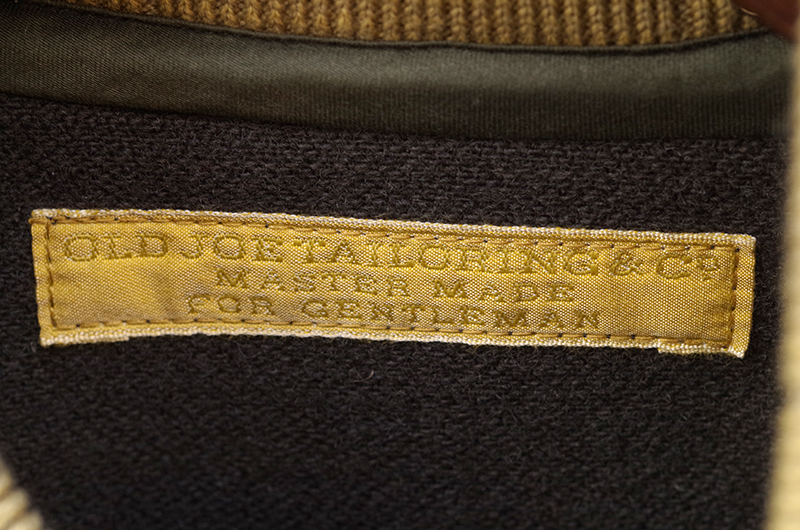 OLD JOE TAILORING & Co
MASTER MADE
FOR GENTLEMAN